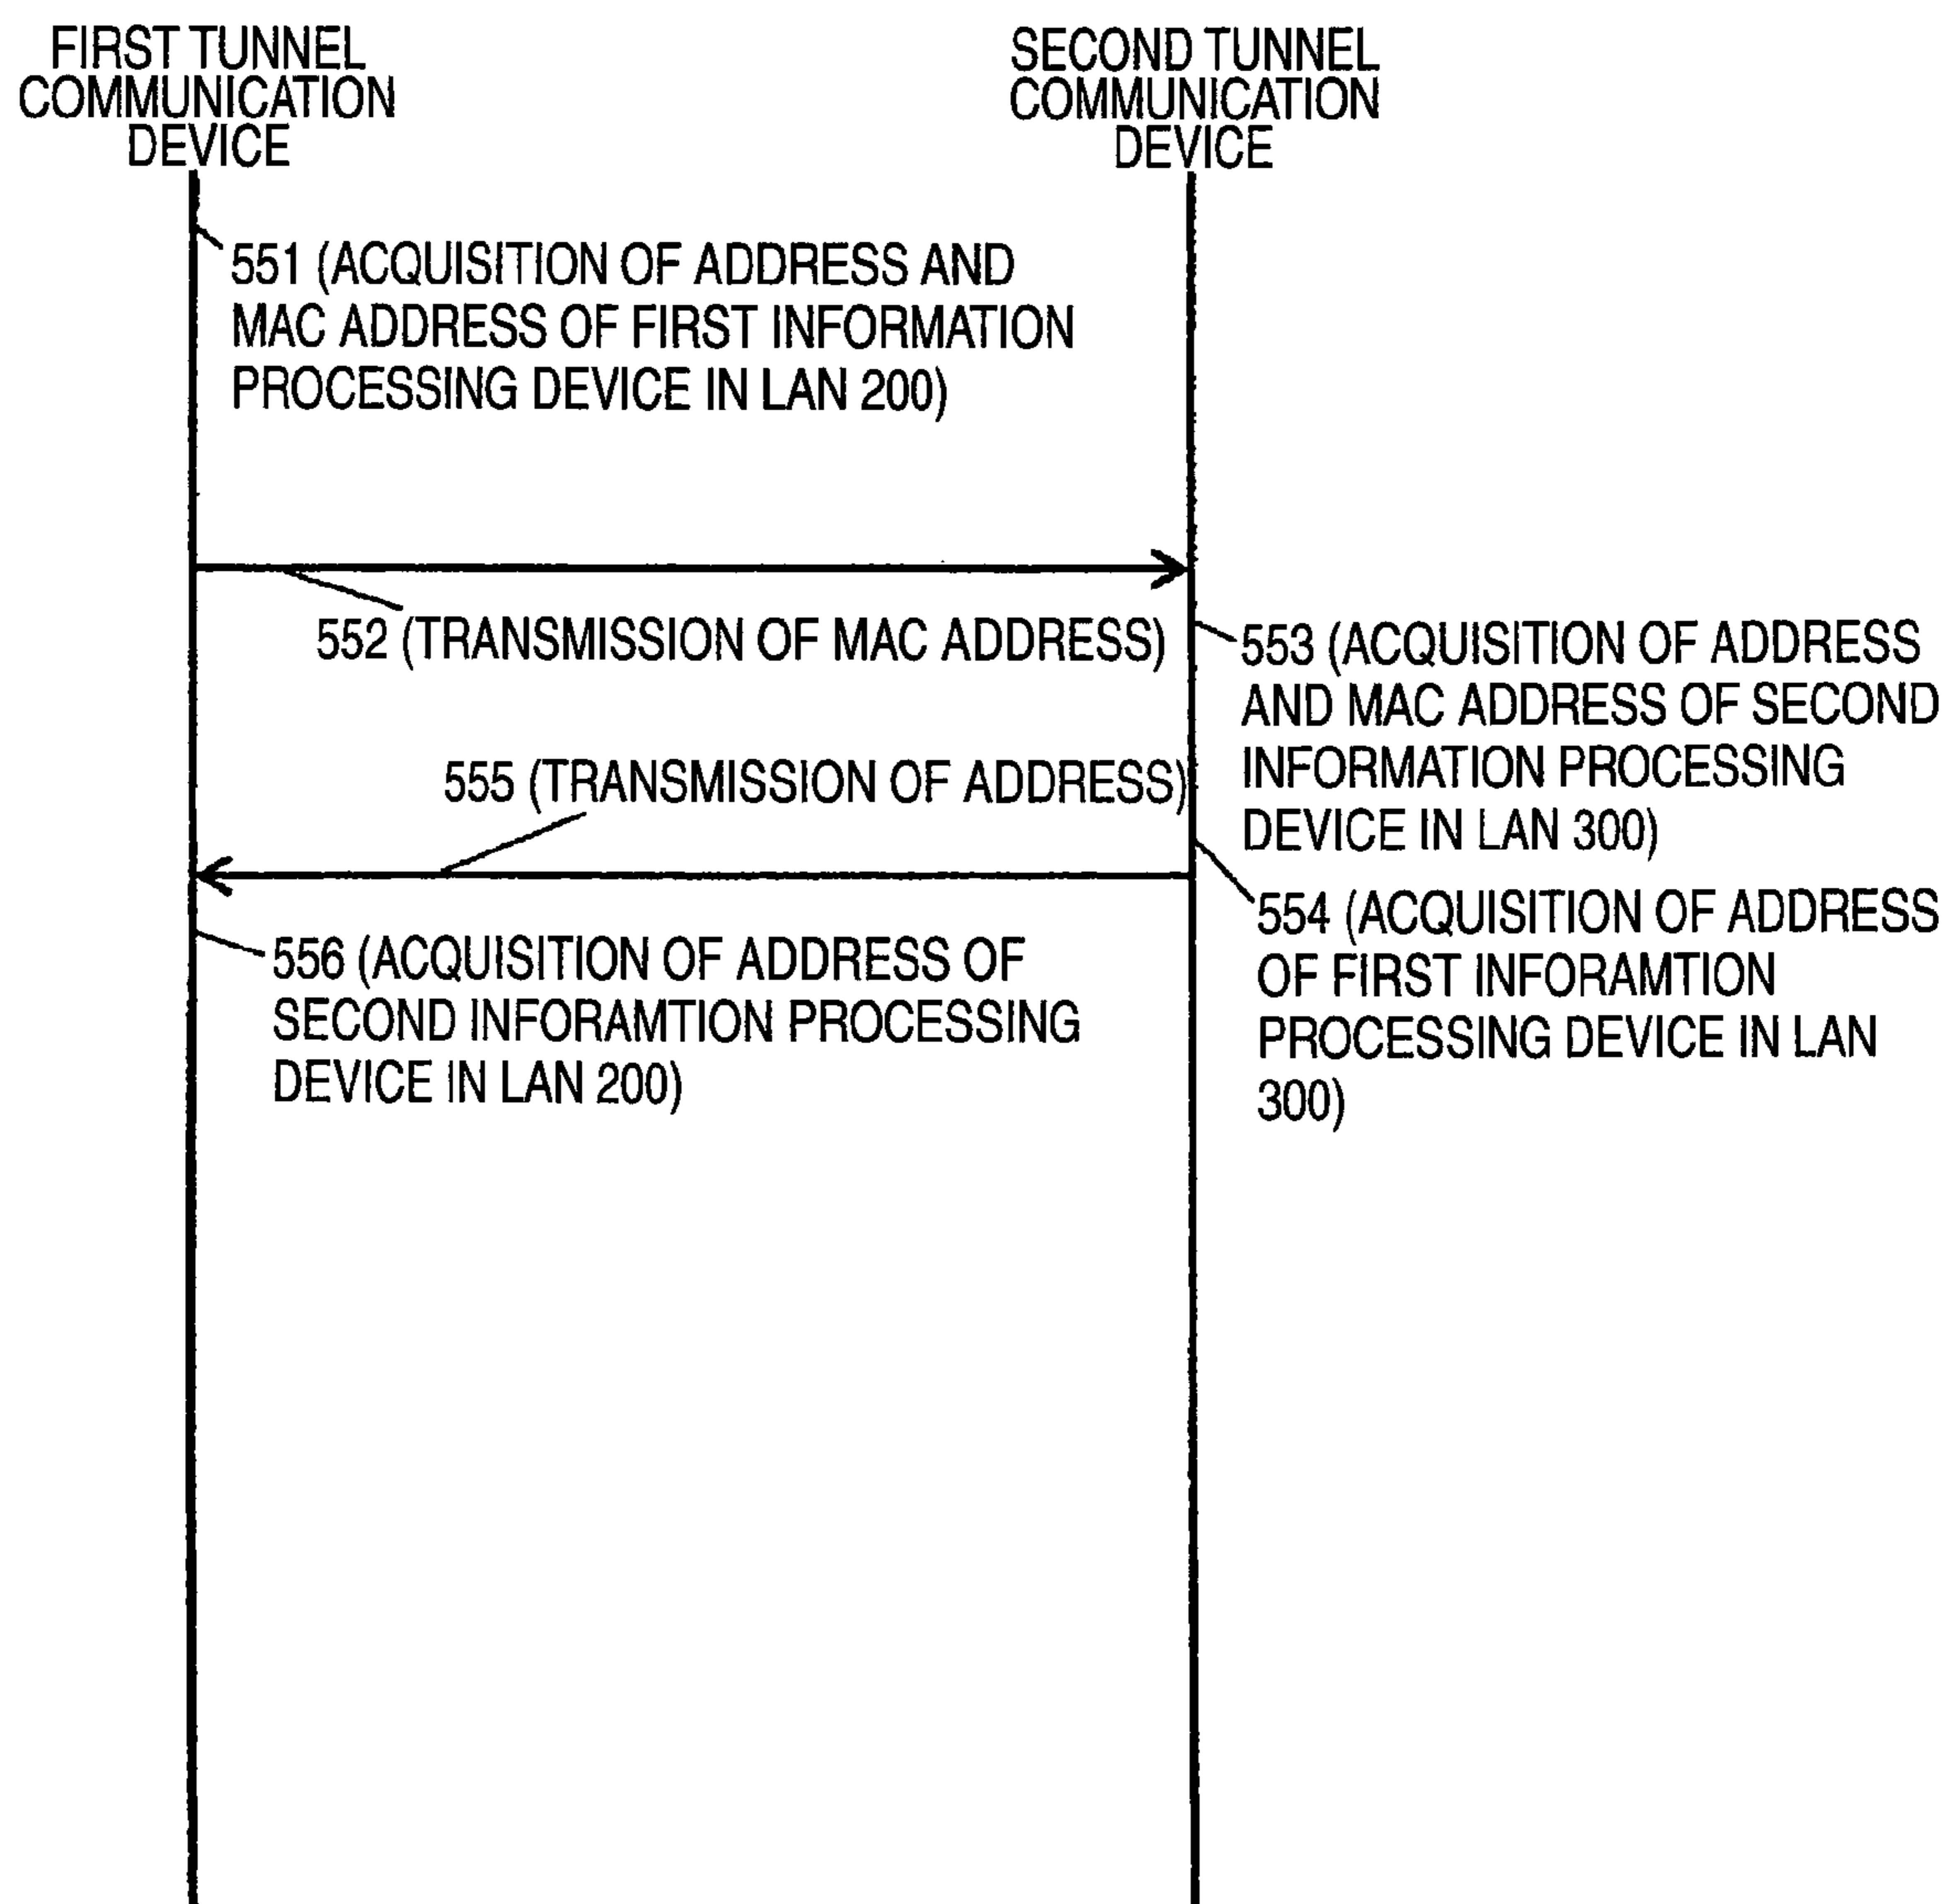 FIRST TUNNEL
COMMUNICATION
DEVICE
SECOND TUNNEL
COMMUNICATION
DEVICE
551 (ACQUISITION OF ADDRESS AND
MAC ADDRESS OF FIRST INFORMATION
PROCESSING DEVICE IN LAN 200)
552 (TRANSMISSION OF MAC ADDRESS)
553 (ACQUISITION OF ADDRESS
AND MAC ADDRESS OF SECOND
INFORMATION PROCESSING
DEVICE IN LAN 300)
555 (TRANSMISSION OF ADDRESS)
554 (ACQUISITION OF ADDRESS
OF FIRST INFORAMTION
PROCESSING DEVICE IN LAN
300)
556 (ACQUISITION OF ADDRESS OF
SECOND INFORAMTION PROCESSING
DEVICE IN LAN 200)